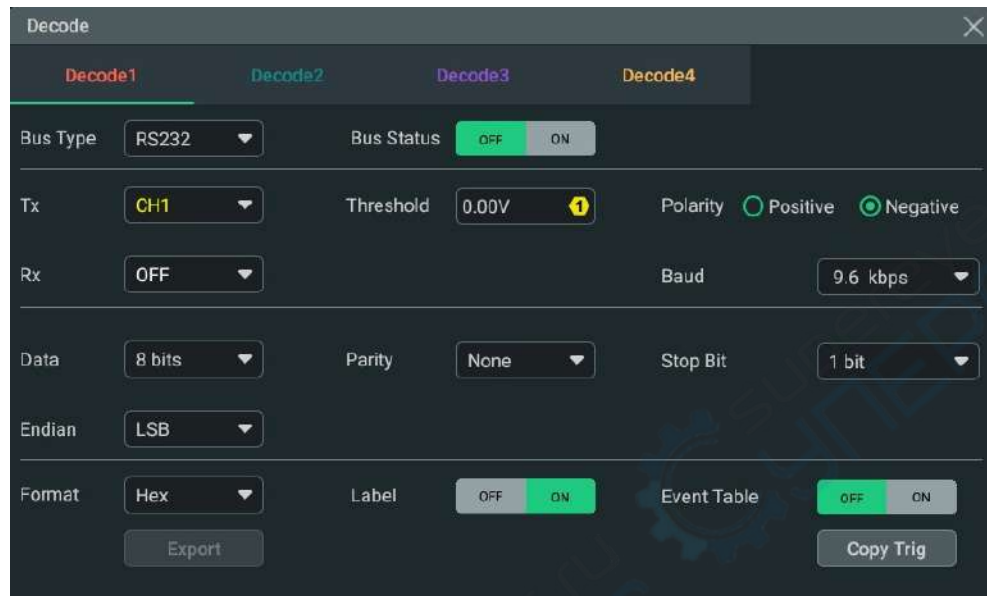 Decode
Decode1 Decode2 Decode3 Decode4
Bus Type RS232 Bus Status OFF ON
Tx CH1 Threshold 0.00V 1 Polarity Positive Negative
Rx OFF Baud 9.6 kbps
Data 8 bits Parity None Stop Bit 1 bit
Endian LSB
Format Hex Label OFF ON Event Table OFF ON
Export Copy Trig